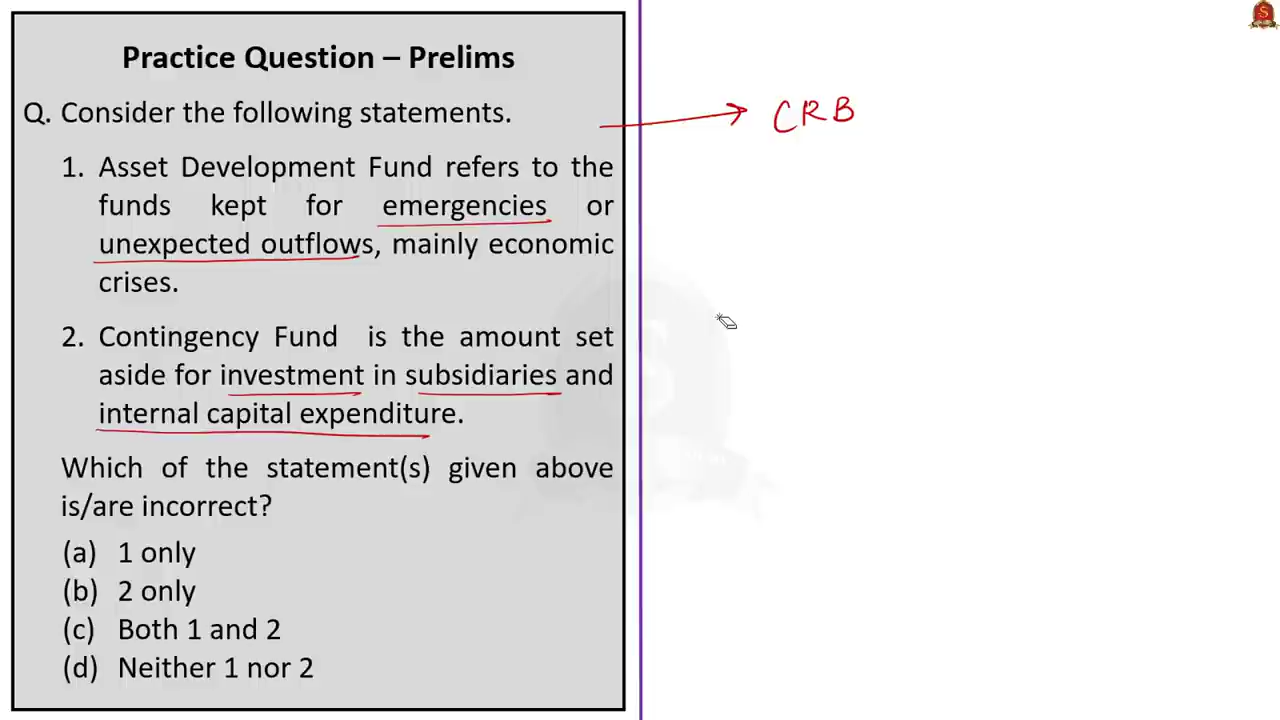 Practice Question – Prelims
Q. Consider the following statements.
CRB
1. Asset Development Fund refers to the
funds kept for emergencies or
unexpected outflows, mainly economic
crises.
2. Contingency Fund is the amount set
aside for investment in subsidiaries and
internal capital expenditure.
Which of the statement(s) given above
is/are incorrect?
(a) 1 only
(b) 2 only
(c) Both 1 and 2
(d) Neither 1 nor 2